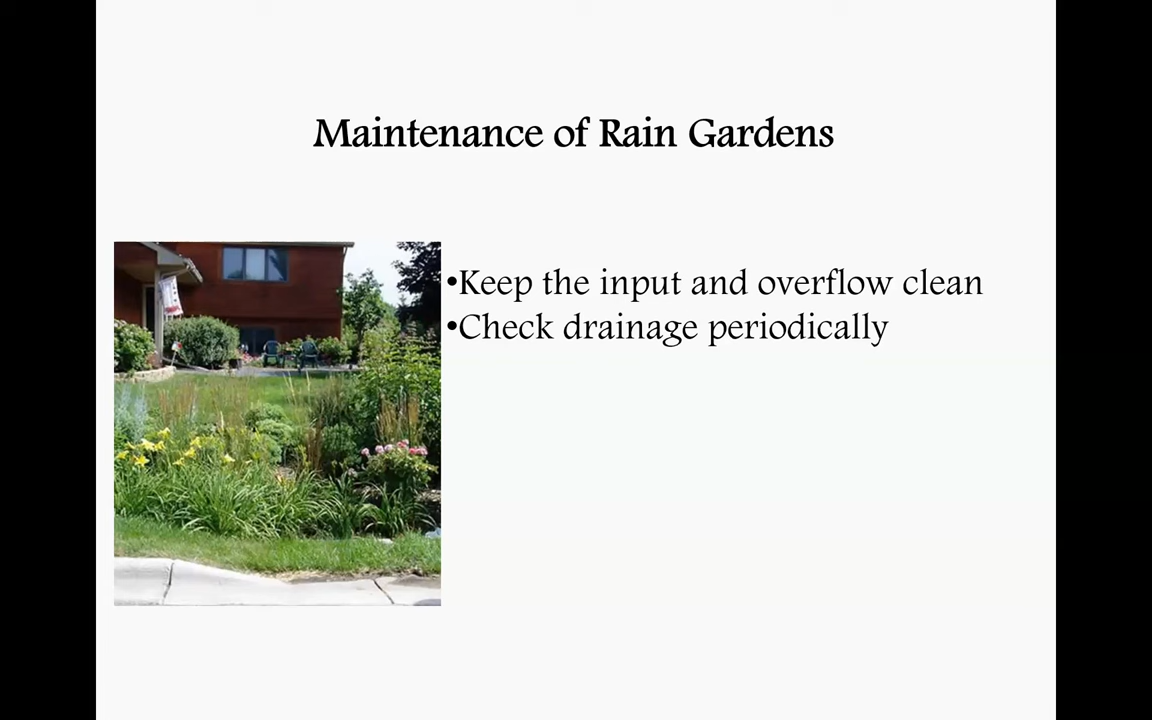 Maintenance of Rain Gardens
•Keep the input and overflow clean
•Check drainage periodically